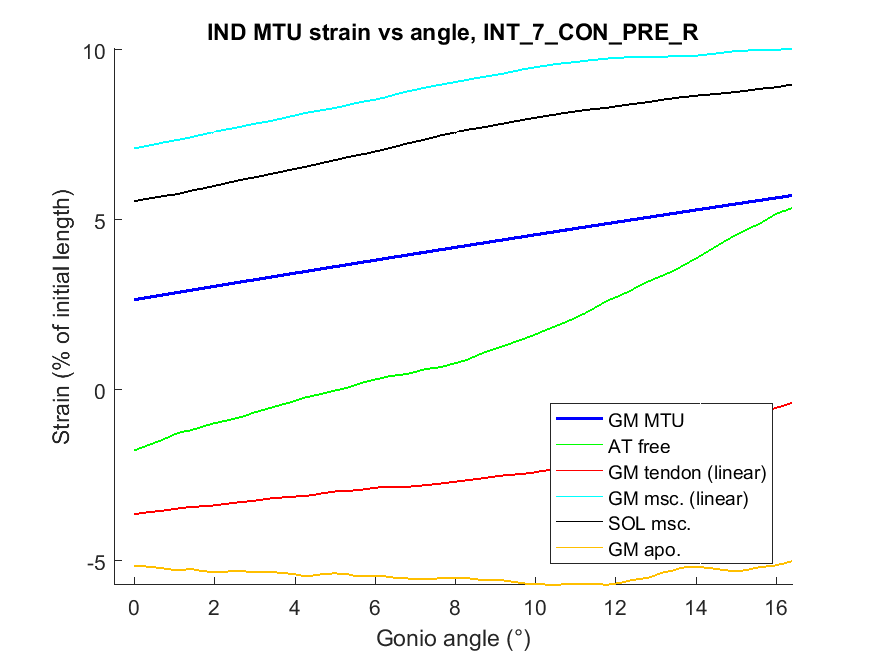 IND MTU strain vs angle, INT_7_CON_PRE_R
10
5
0
-5
Strain (% of initial length)
GM MTU
AT free
GM tendon (linear)
GM msc. (linear)
SOL msc.
GM apo.
0 2 4 6 8 10 12 14 16
Gonio angle (°)